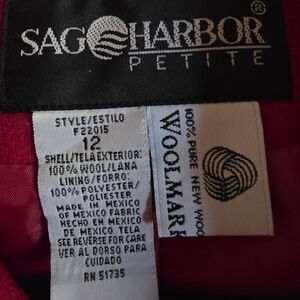 SAG HARBOR®
PETITE
STYLE/ESTILO
F22015
12
SHELL/TELA EXTERIOR:
100% WOOL/LANA
LINING/FORRO:
100% POLYESTER/
POLIESTER
MADE IN MEXICO
OF MEXICO FABRIC
HECHO EN MEXICO
DE MEXICO TELA
SEE REVERSE FOR CARE
VER AL DORSO PARA
CUIDADO
RN 51735
100% PURE NEW WOO
WOOLMARK